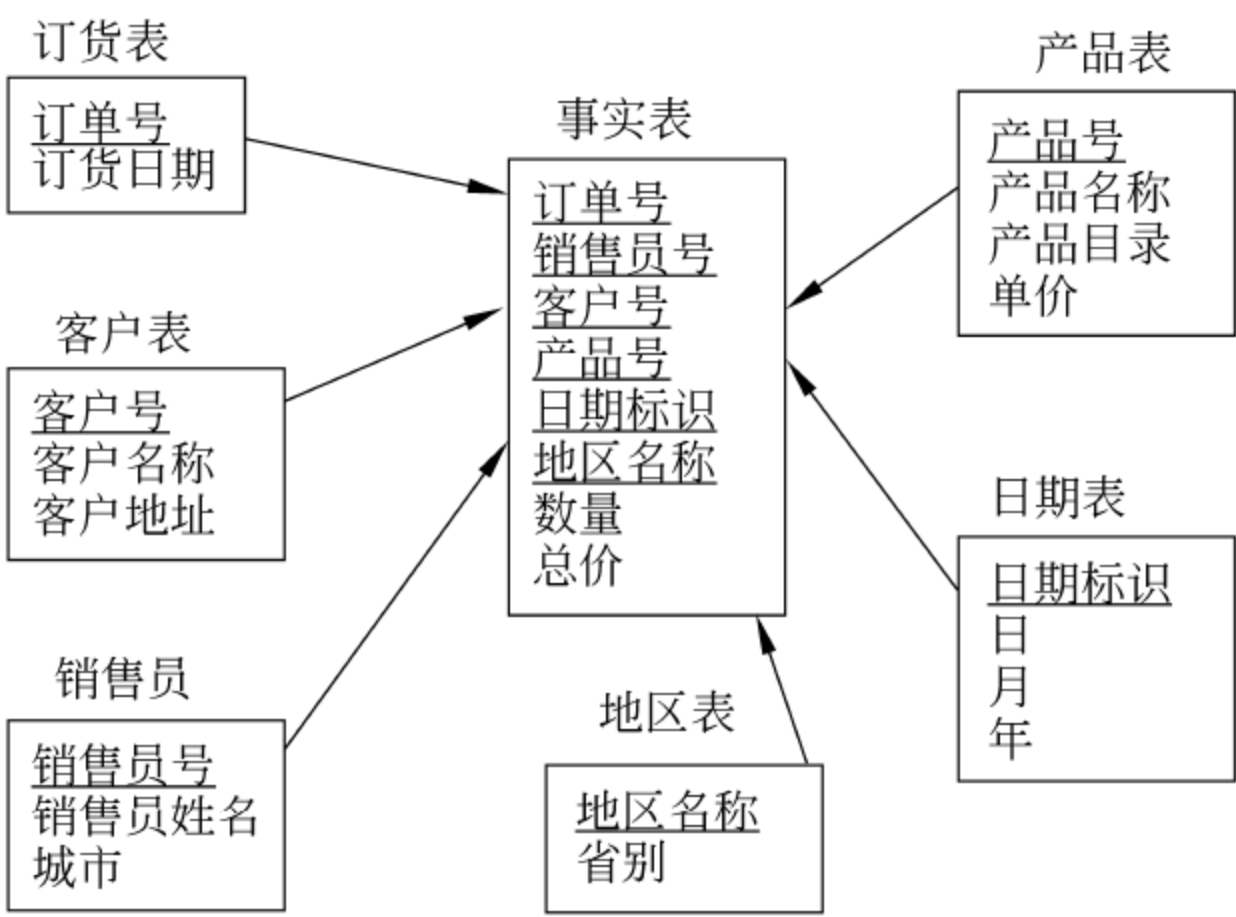 订货表
订单号
订货日期
客户表
客户号
客户名称
客户地址
销售员
销售员号
销售员姓名
城市
事实表
订单号
销售员号
客户号
产品号
日期标识
地区名称
数量
总价
地区表
地区名称
省别
产品表
产品号
产品名称
产品目录
单价
日期表
日期标识
日
月
年